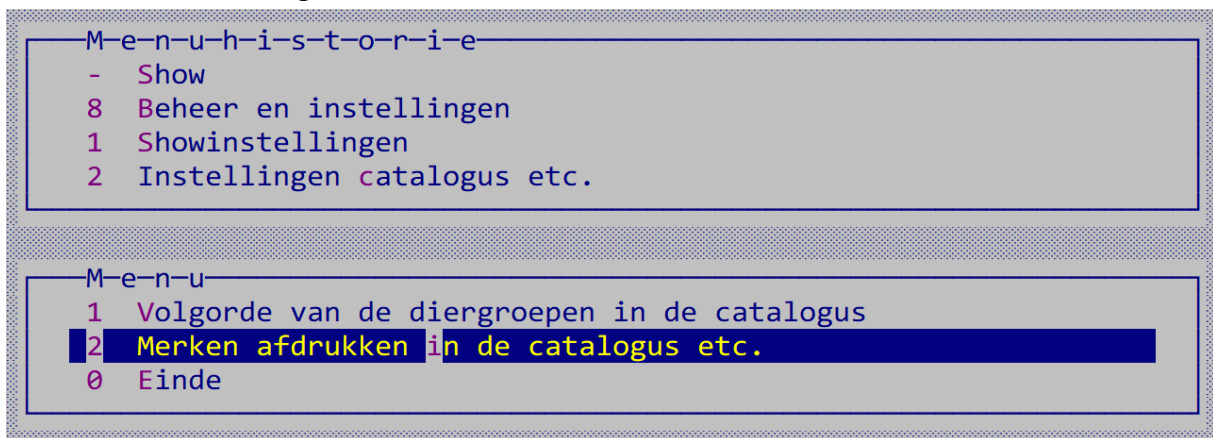 M-e-n-u-h-i-s-t-o-r-i-e
- Show
8 Beheer en instellingen
1 Showinstellingen
2 Instellingen catalogus etc.
M-e-n-u
1 Volgorde van de diergroepen in de catalogus
2 Merken afdrukken in de catalogus etc.
0 Einde